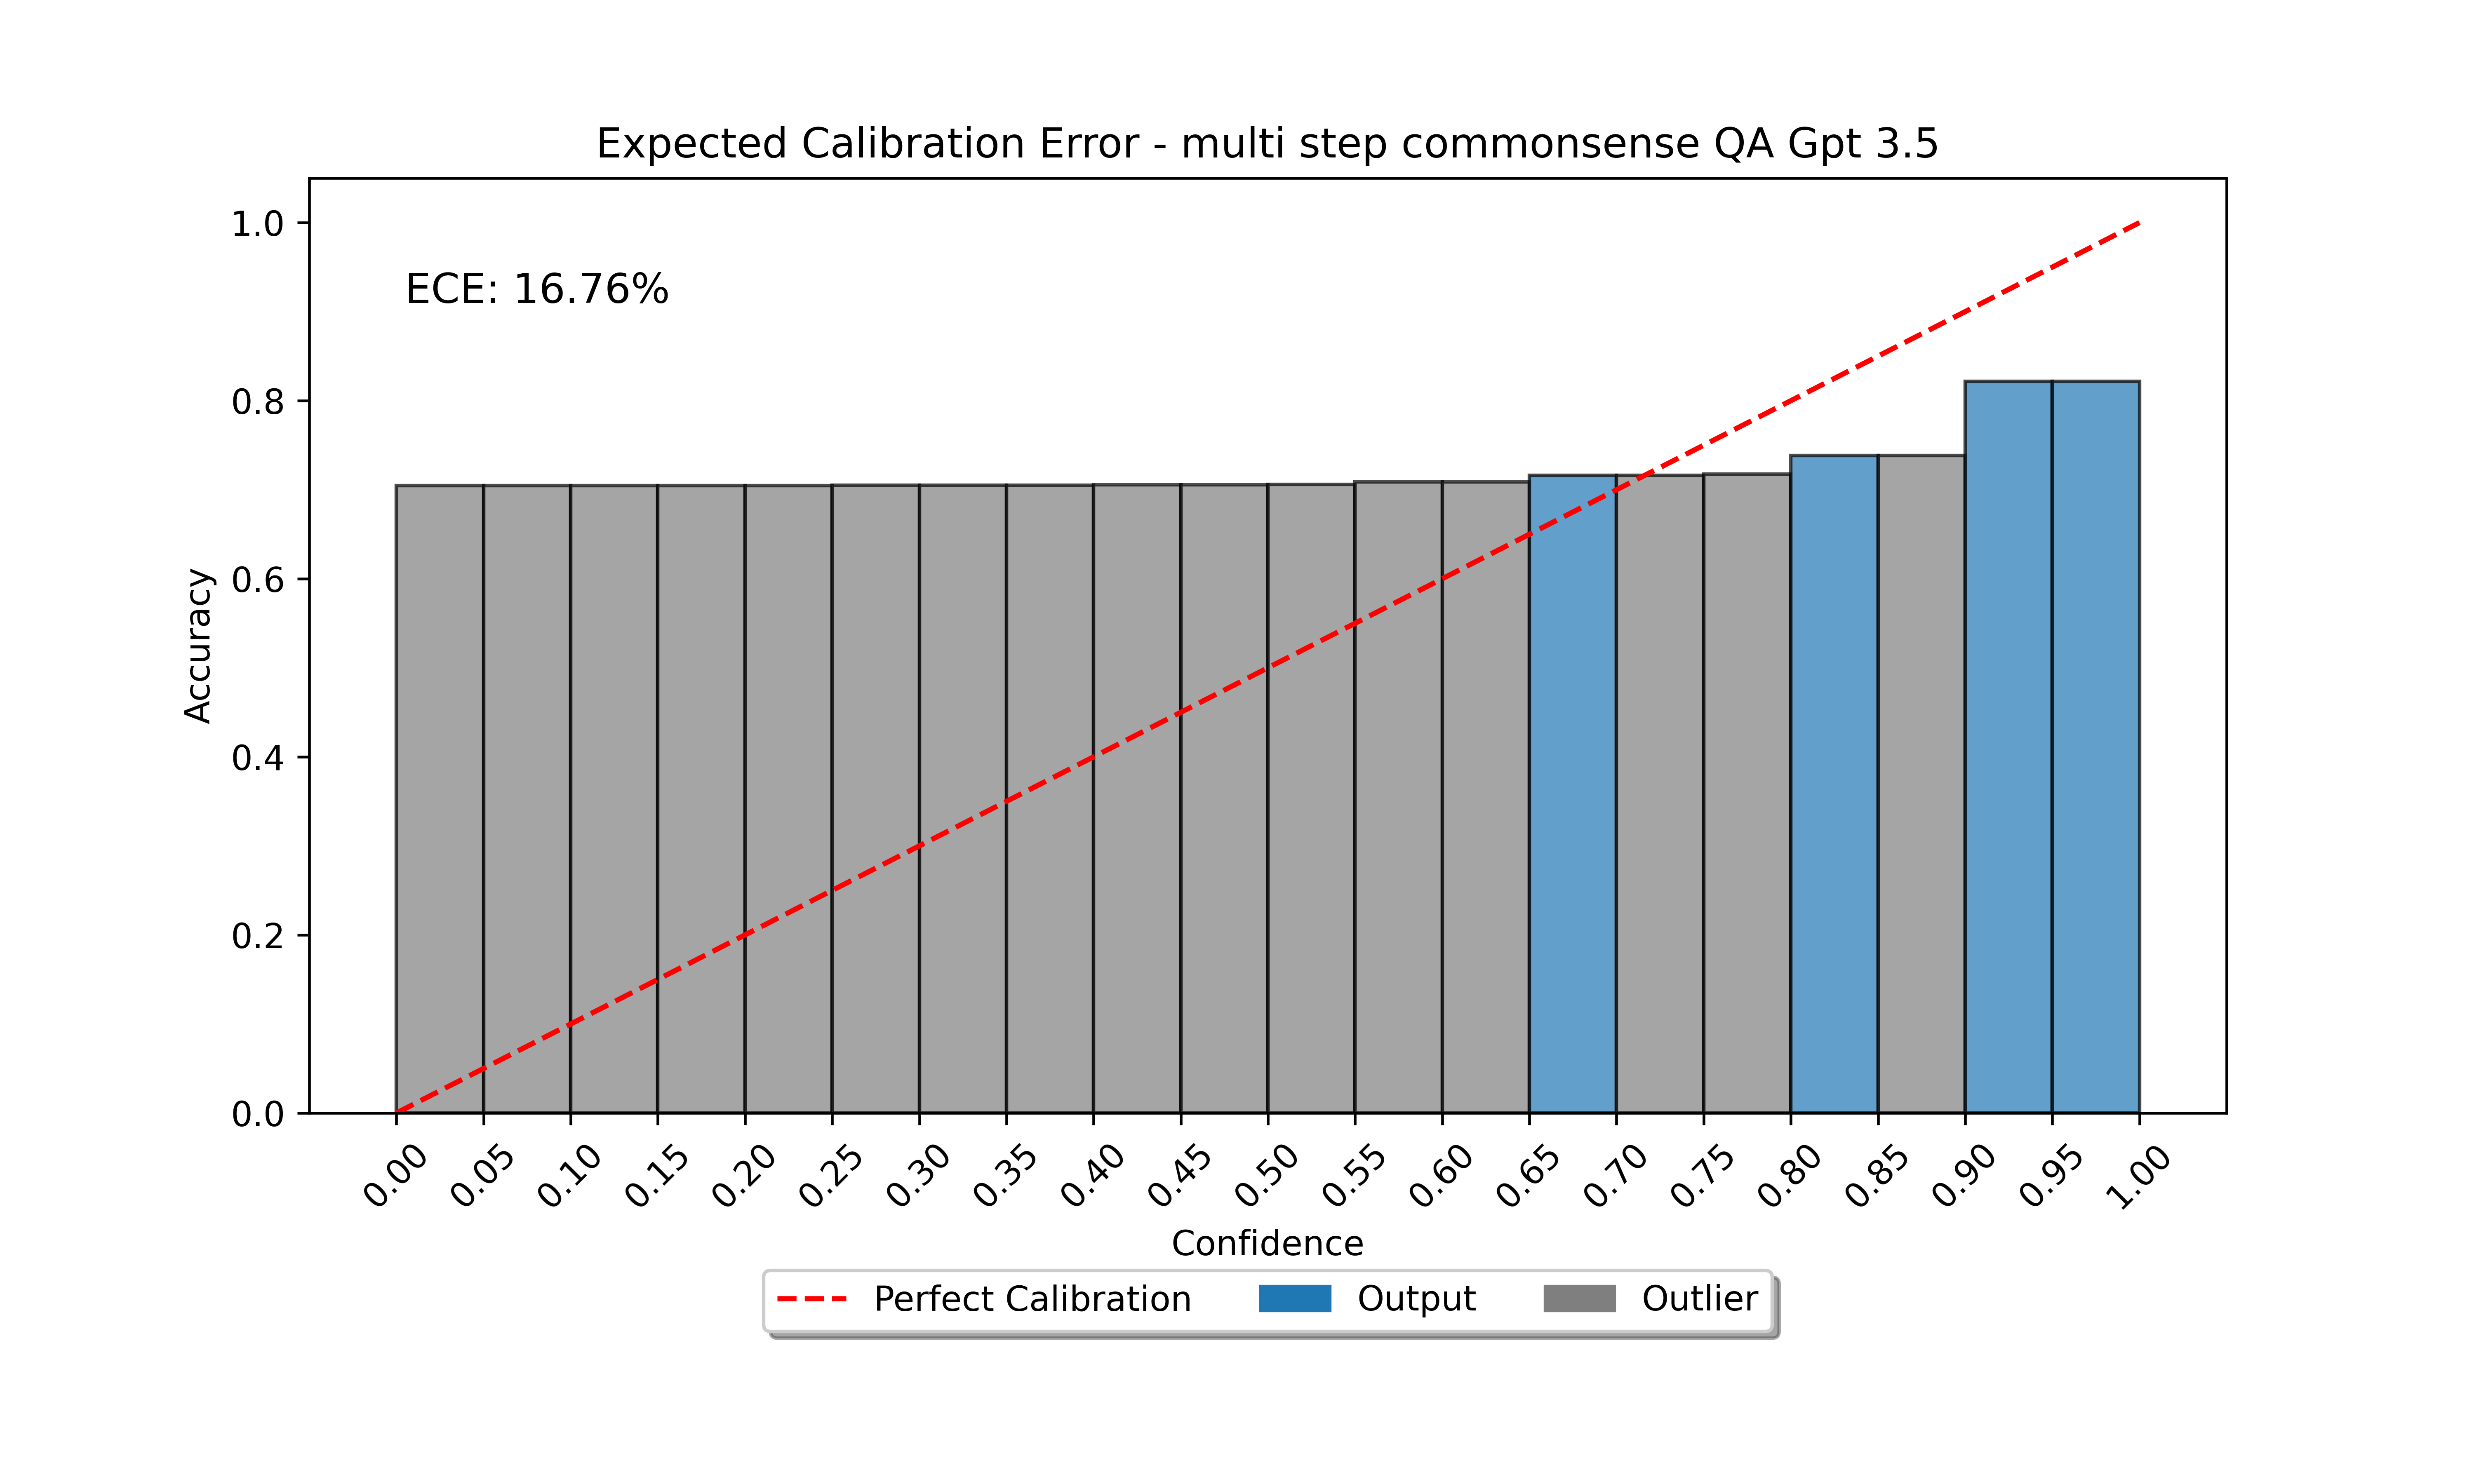 Expected Calibration Error - multi step commonsense QA Gpt 3.5
1.0
ECE: 16.76%
0.8
0.6
0.4
0.2
0.0
Accuracy
0.00 0.05 0.10 0.15 0.20 0.25 0.30 0.35 0.40 0.45 0.50 0.55 0.60 0.65 0.70 0.75 0.80 0.85 0.90 0.95 1.00
Confidence
Perfect Calibration Output Outlier